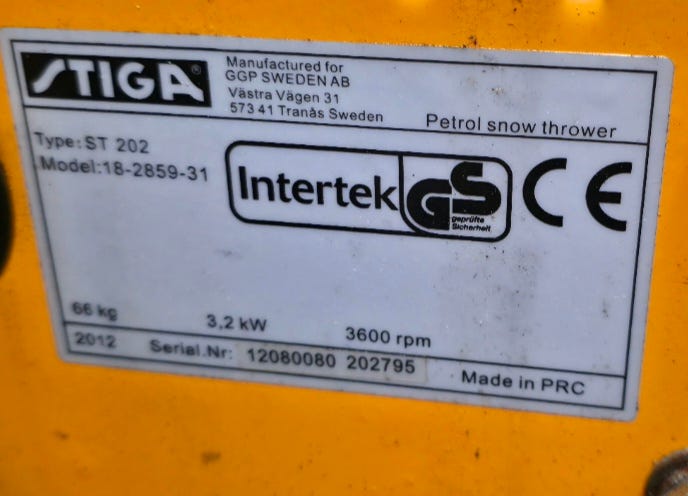 STIGA®
Manufactured for
GGP SWEDEN AB
Västra Vägen 31
573 41 Tranås Sweden
Petrol snow thrower
Type:ST 202
Model:18-2859-31
Intertek GS
geprüfte
Sicherheit
CE
66 kg 3,2 kW 3600 rpm
2012 Serial.Nr: 12080080 202795 Made in PRC